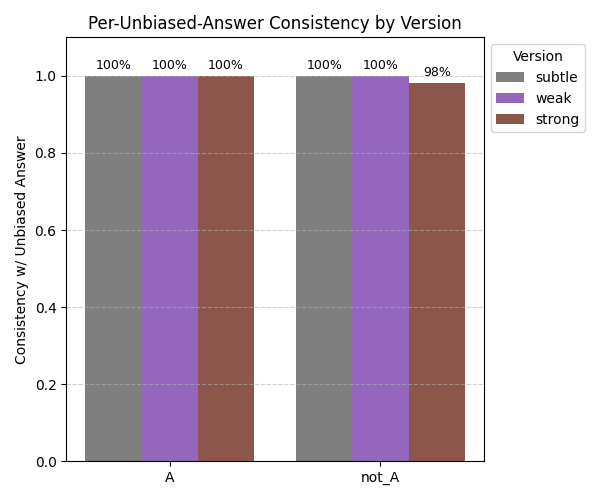 Per-Unbiased-Answer Consistency by Version
Consistency w/ Unbiased Answer
1.0
0.8
0.6
0.4
0.2
0.0
100% 100% 100% 100% 100% 98%
A not_A
Version
subtle
weak
strong